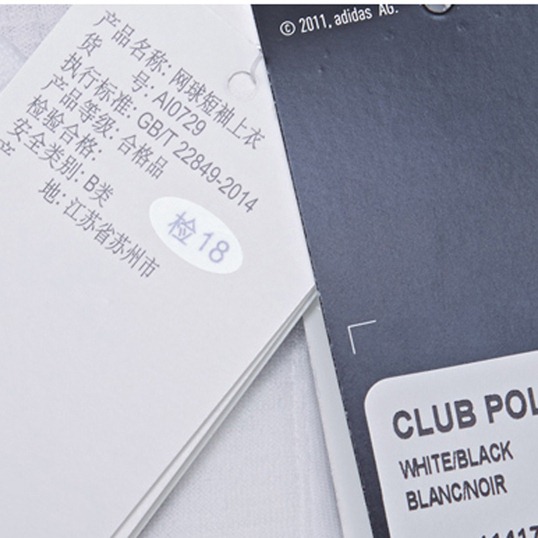 产品名称: 网球短袖上衣
货 号: AI0729
执行标准: GB/T 22849-2014
产品等级: 合格品
检验合格:
安全类别: B类
产 地: 江苏省苏州市
检18
© 2011, adidas AG.
CLUB
WHITE/BLACK
BLANC/NOIR